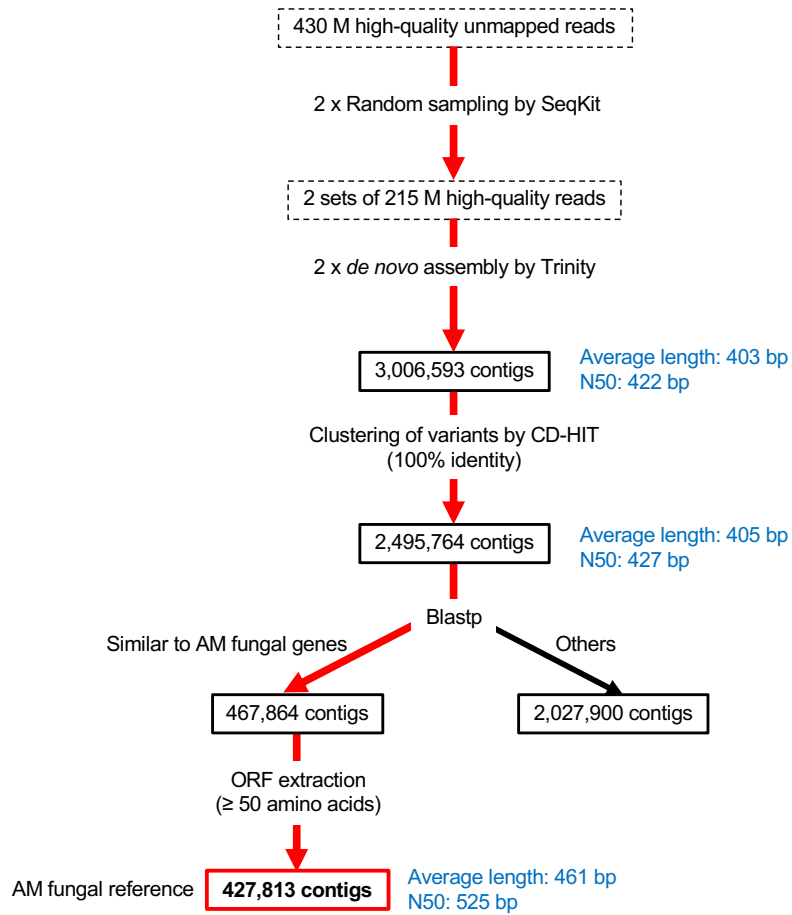 430 M high-quality unmapped reads
2 x Random sampling by SeqKit
2 sets of 215 M high-quality reads
2 x de novo assembly by Trinity
3,006,593 contigs
Average length: 403 bp
N50: 422 bp
Clustering of variants by CD-HIT
(100% identity)
2,495,764 contigs
Average length: 405 bp
N50: 427 bp
Blastp
Similar to AM fungal genes
Others
467,864 contigs
2,027,900 contigs
ORF extraction
(≥ 50 amino acids)
AM fungal reference
427,813 contigs
Average length: 461 bp
N50: 525 bp